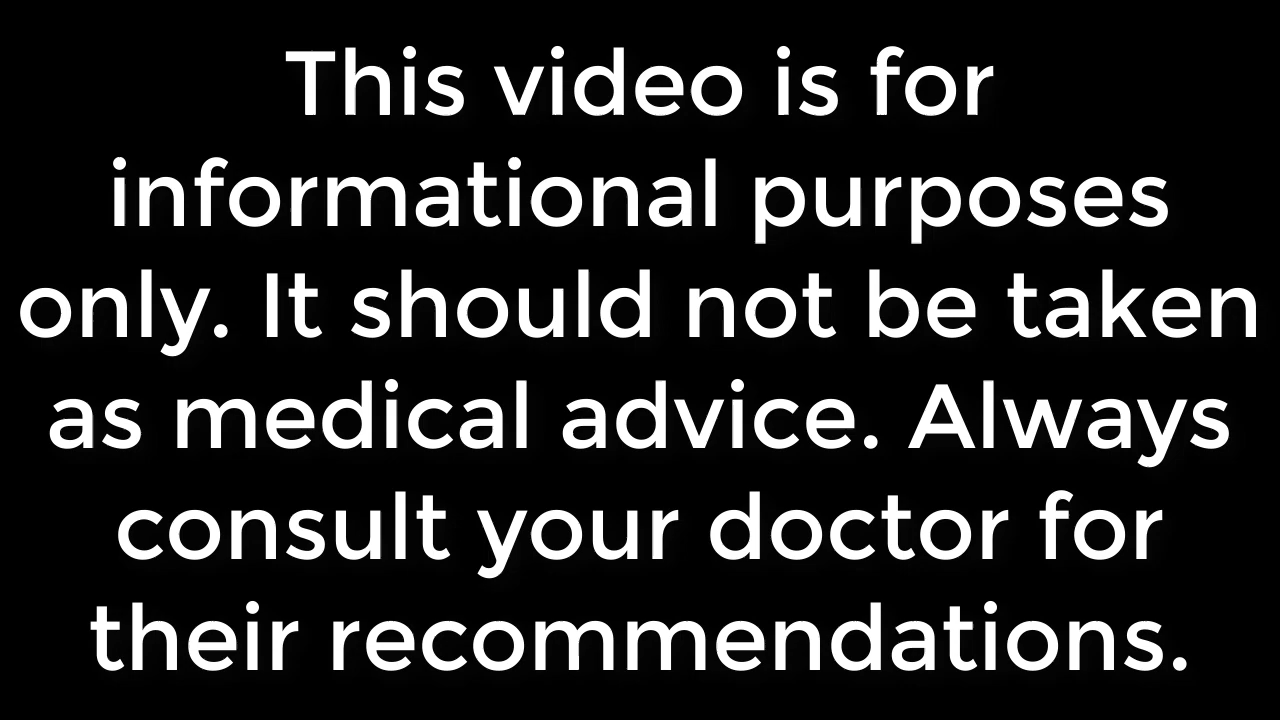 This video is for
informational purposes
only. It should not be taken
as medical advice. Always
consult your doctor for
their recommendations.